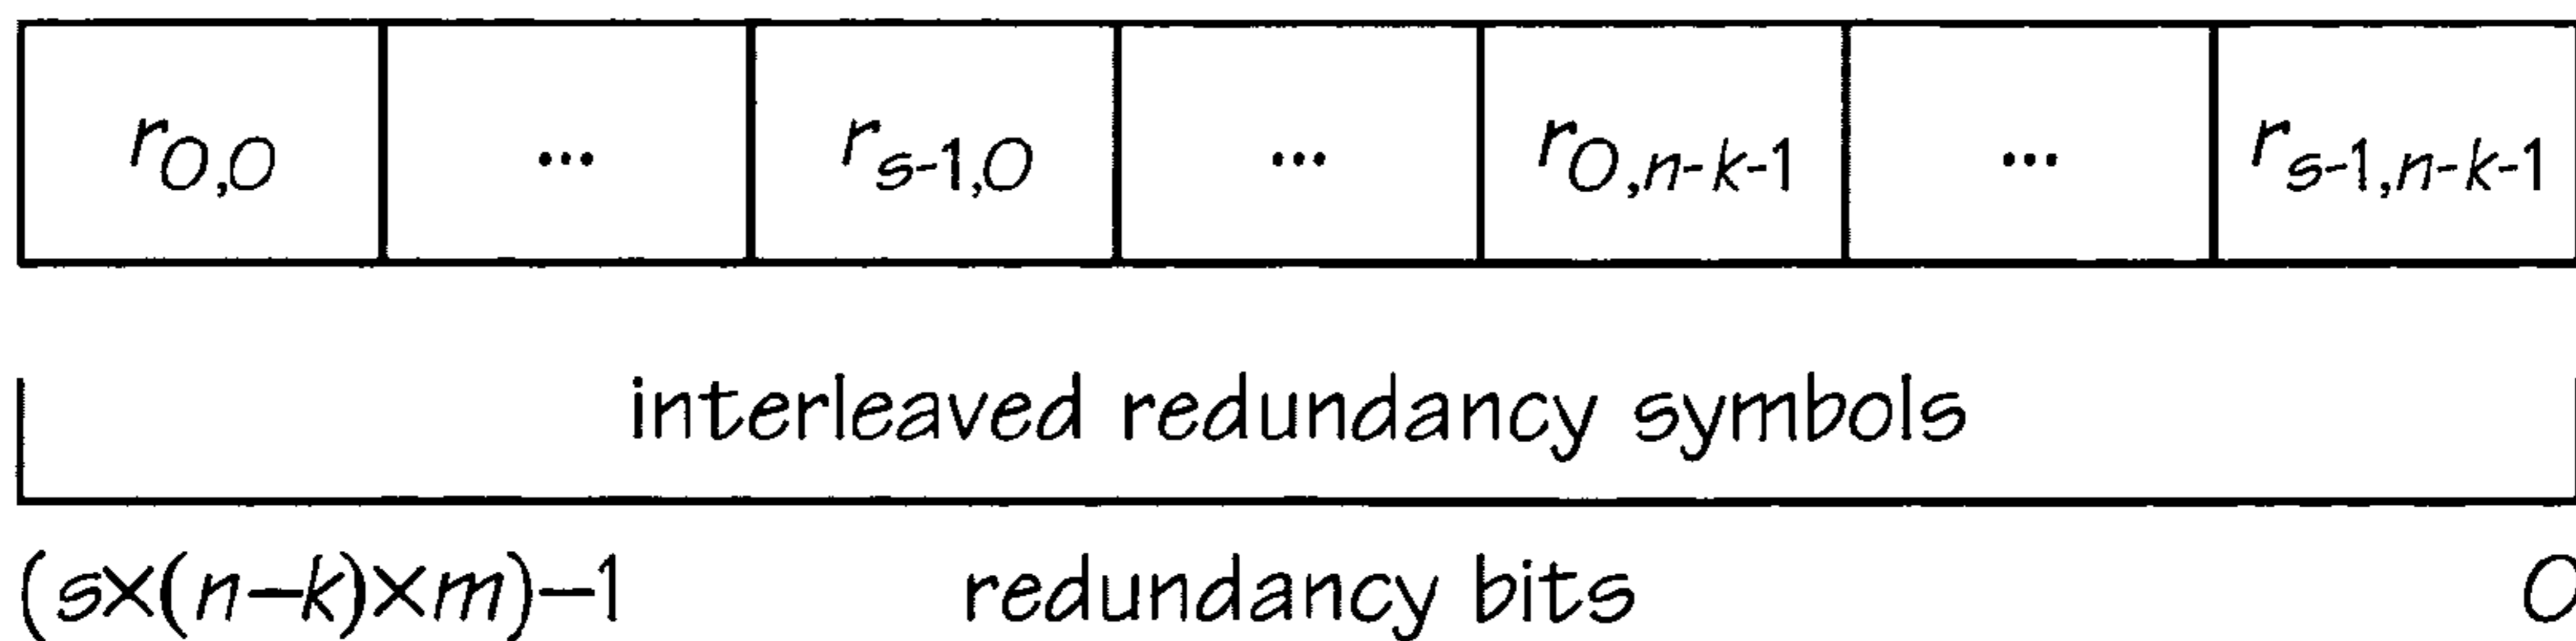 r0,0 ... rs-1,0 ... r0,n-k-1 ... rs-1,n-k-1
interleaved redundancy symbols
(s×(n−k)×m)−1 redundancy bits 0